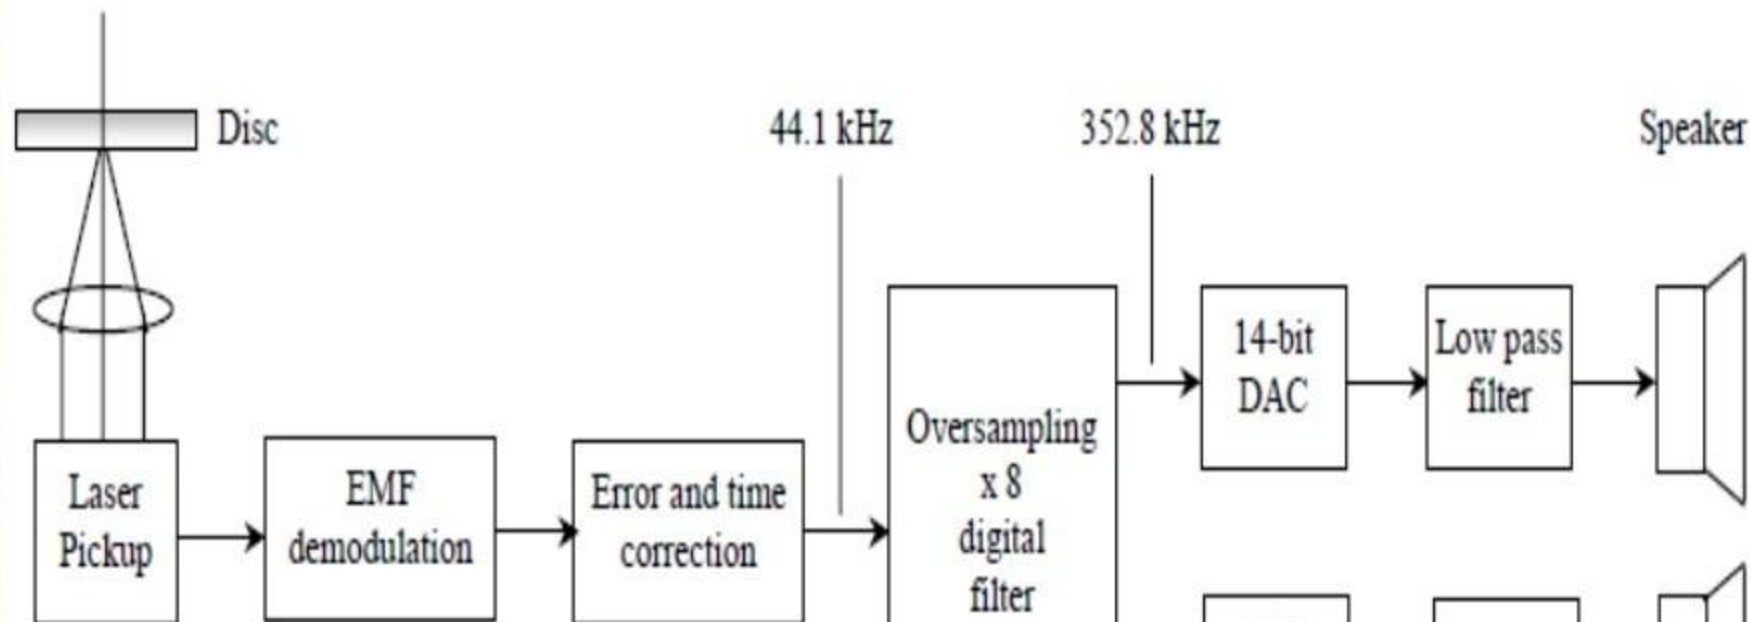 Disc
44.1 kHz
352.8 kHz
Speaker
Laser
Pickup
EMF
demodulation
Error and time
correction
Oversampling
x 8
digital
filter
14-bit
DAC
Low pass
filter